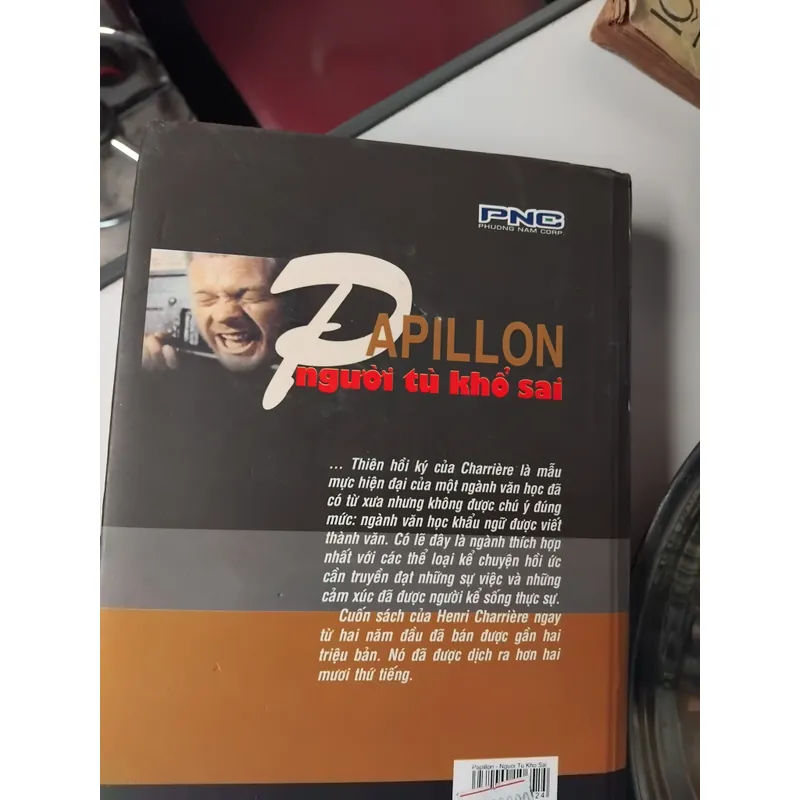 PNC
PHUONG NAM CORP.
PAPILLON
người tù khổ sai
... Thiên hồi ký của Charrière là mẫu
mực hiện đại của một ngành văn học đã
có từ xưa nhưng không được chú ý đúng
mức: ngành văn học khẩu ngữ được viết
thành văn. Có lẽ đây là ngành thích hợp
nhất với các thể loại kể chuyện hồi ức
cần truyền đạt những sự việc và những
cảm xúc đã được người kể sống thực sự.
Cuốn sách của Henri Charrière ngay
từ hai năm đầu đã bán được gần hai
triệu bản. Nó đã được dịch ra hơn hai
mươi thứ tiếng.
Papillon - Nguoi Tu Kho Sai
24